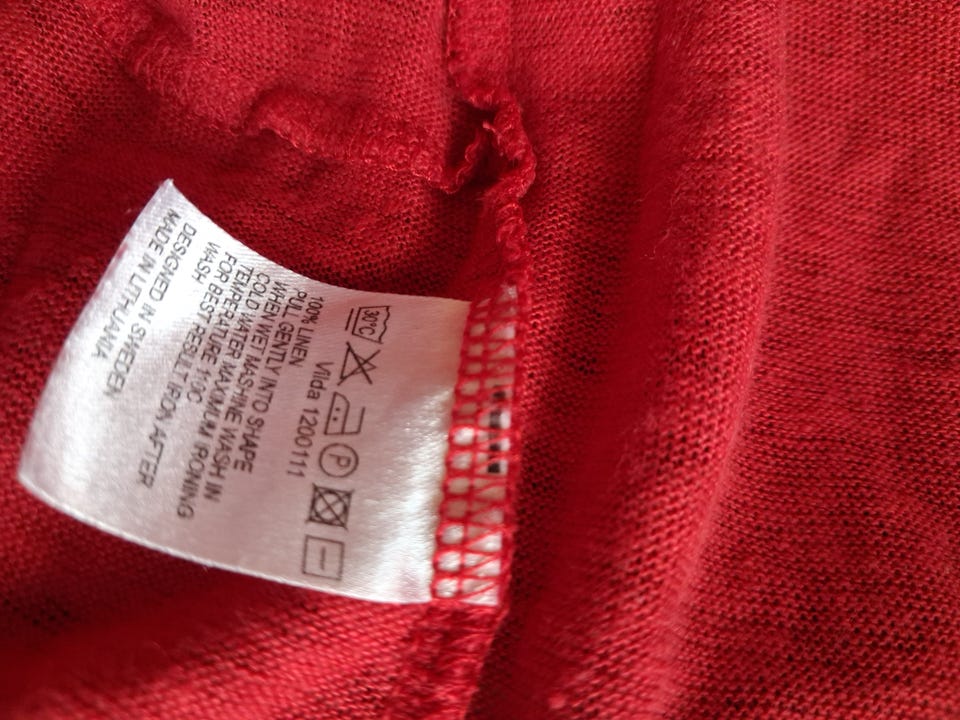 30°C P
Vilda 1200111
100% LINEN
PULL GENTLY INTO SHAPE
WHEN WET MASHINE WASH IN
COLD WATER MAXIMUM IRONING
TEMPERATURE 110C
FOR BEST RESULT IRON AFTER
WASH
DESIGNED IN SWEDEN
MADE IN LITHUANIA